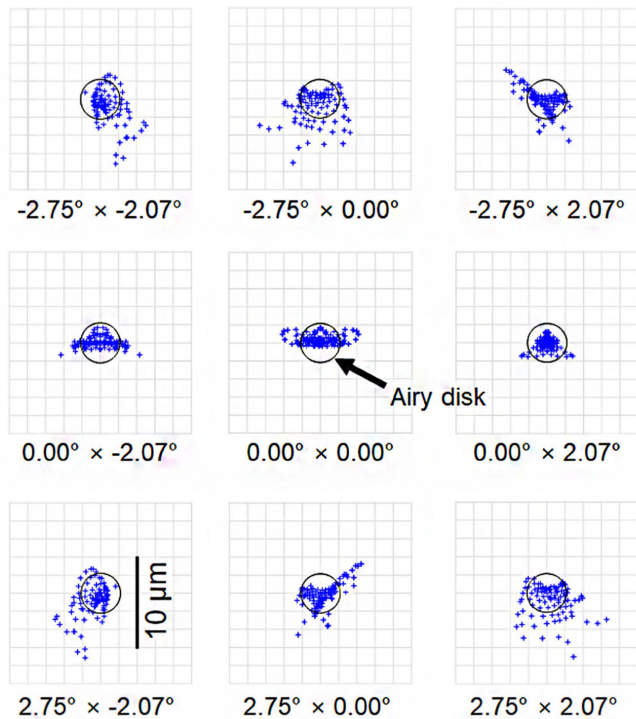 -2.75° × -2.07°
-2.75° × 0.00°
-2.75° × 2.07°
Airy disk
0.00° × -2.07°
0.00° × 0.00°
0.00° × 2.07°
10 μm
2.75° × -2.07°
2.75° × 0.00°
2.75° × 2.07°